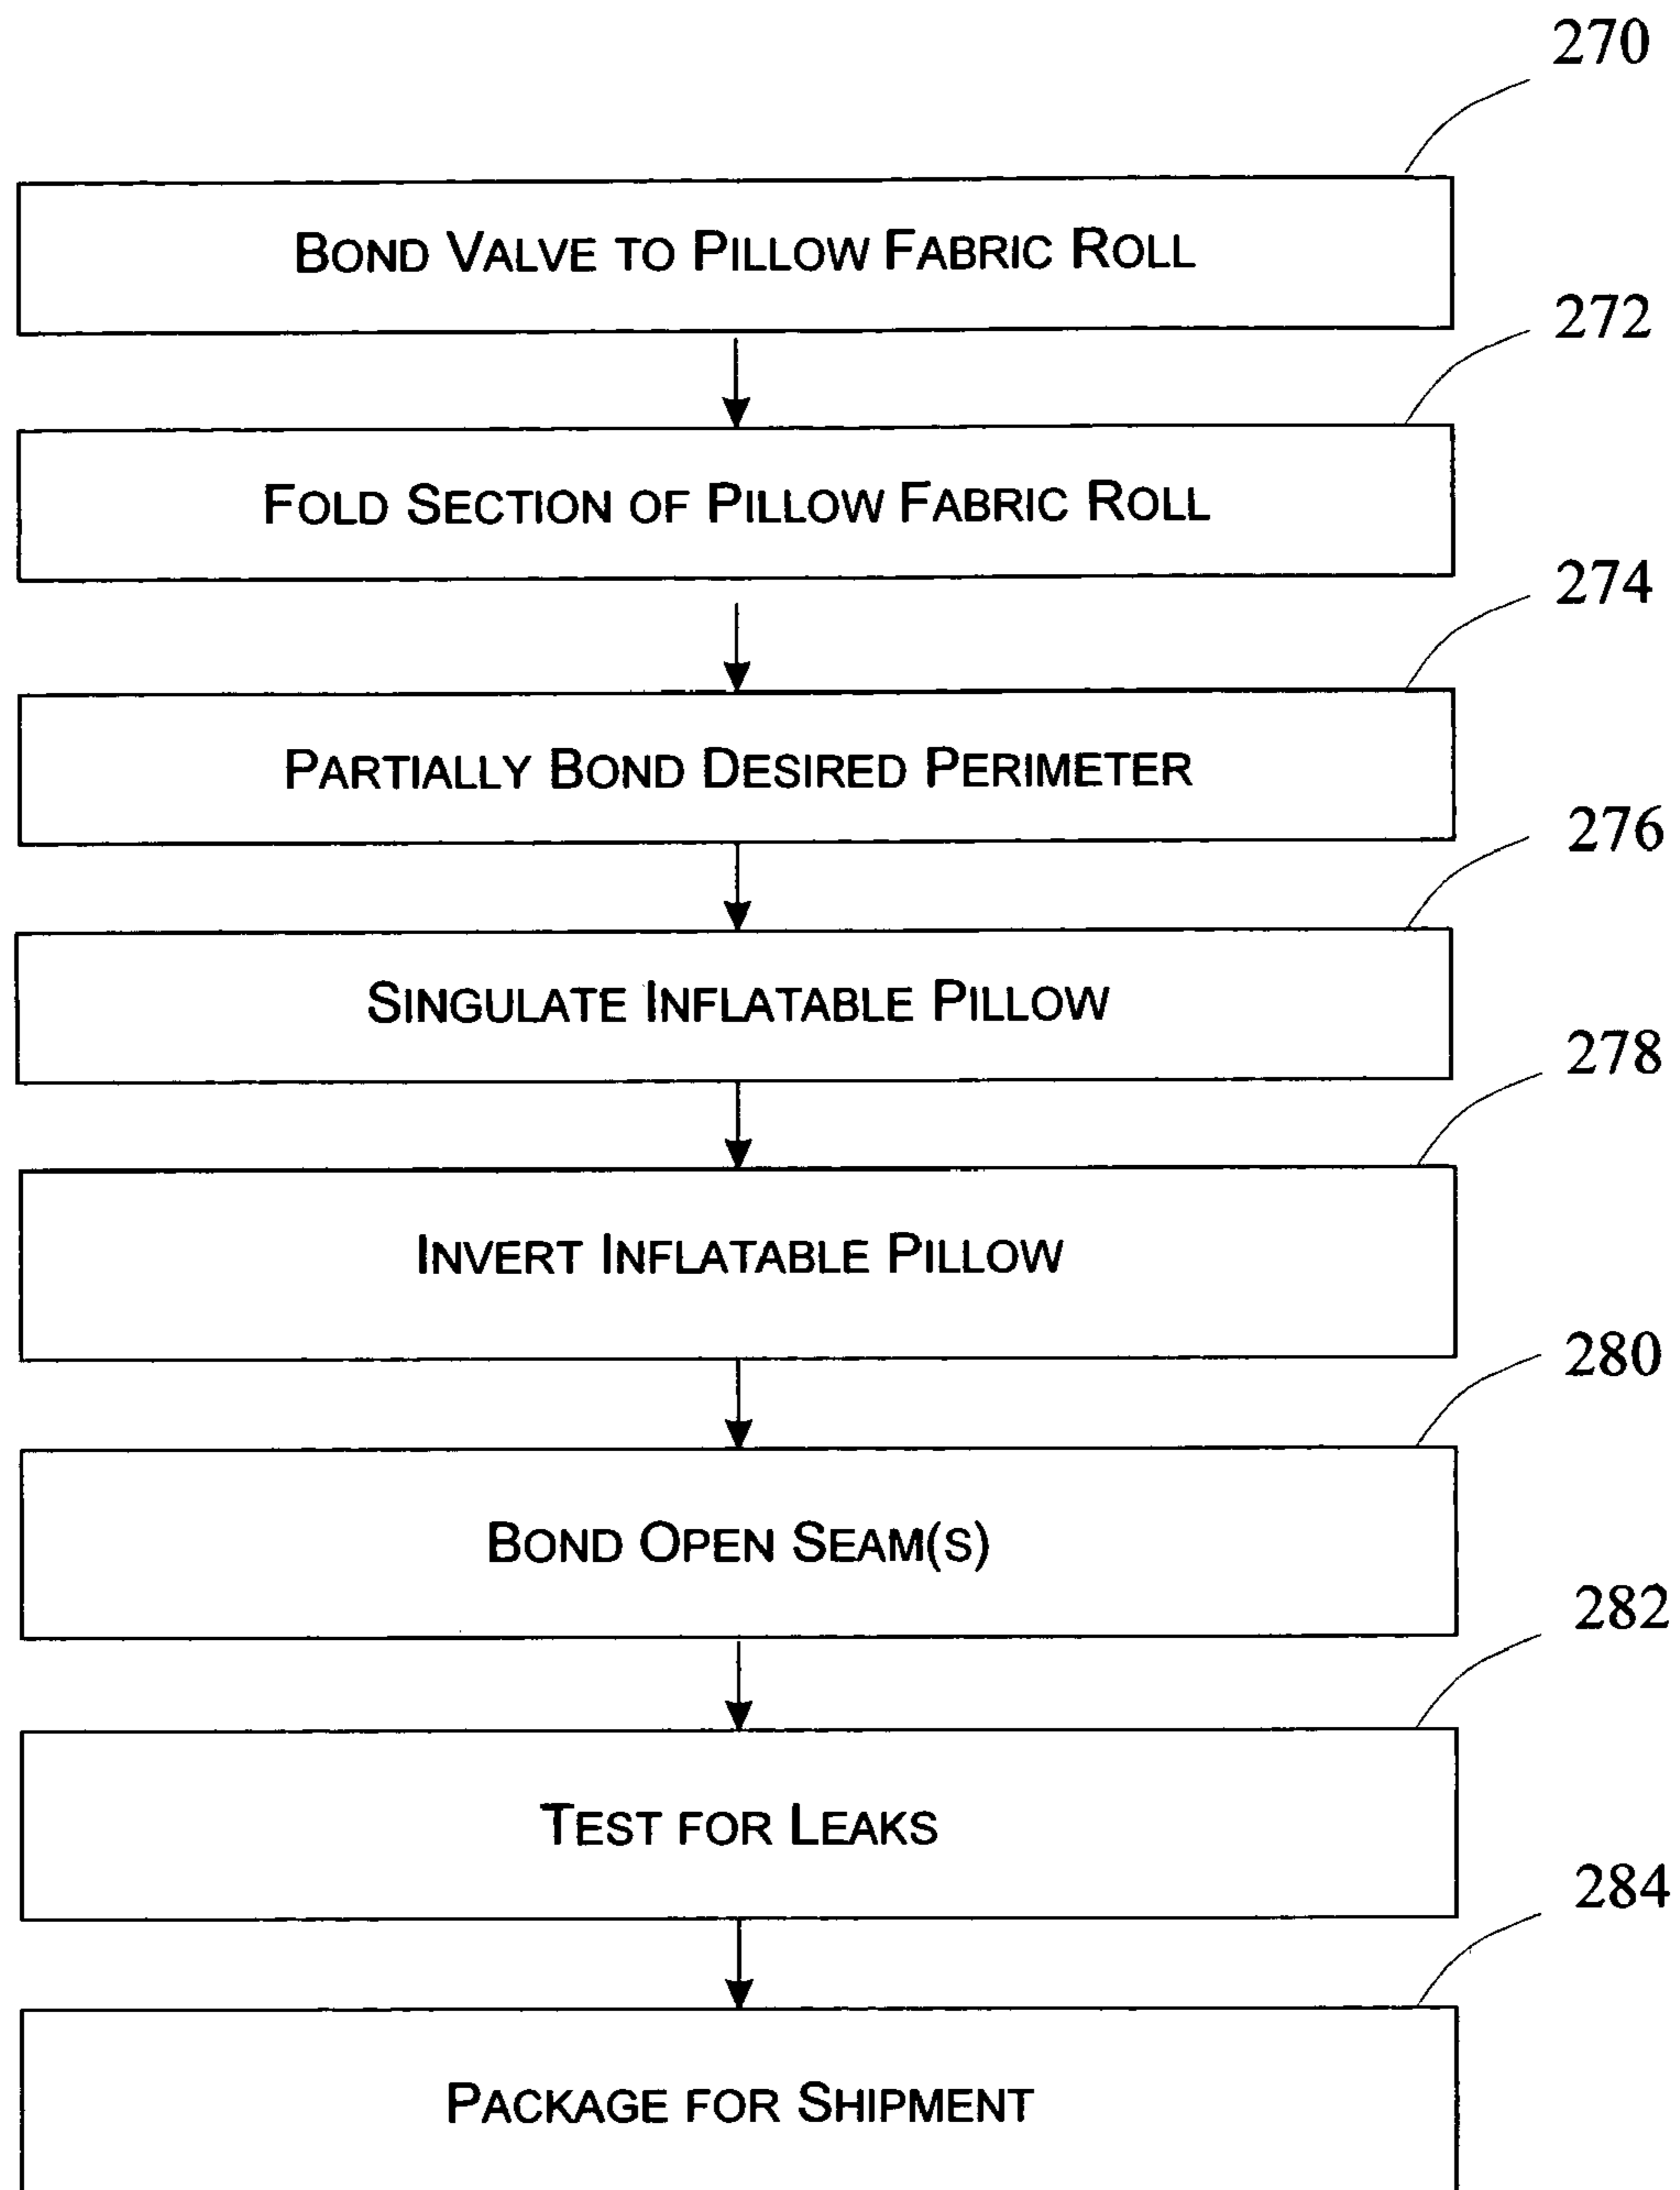 270
BOND VALVE TO PILLOW FABRIC ROLL
272
FOLD SECTION OF PILLOW FABRIC ROLL
274
PARTIALLY BOND DESIRED PERIMETER
276
SINGULATE INFLATABLE PILLOW
278
INVERT INFLATABLE PILLOW
280
BOND OPEN SEAM(S)
282
TEST FOR LEAKS
284
PACKAGE FOR SHIPMENT